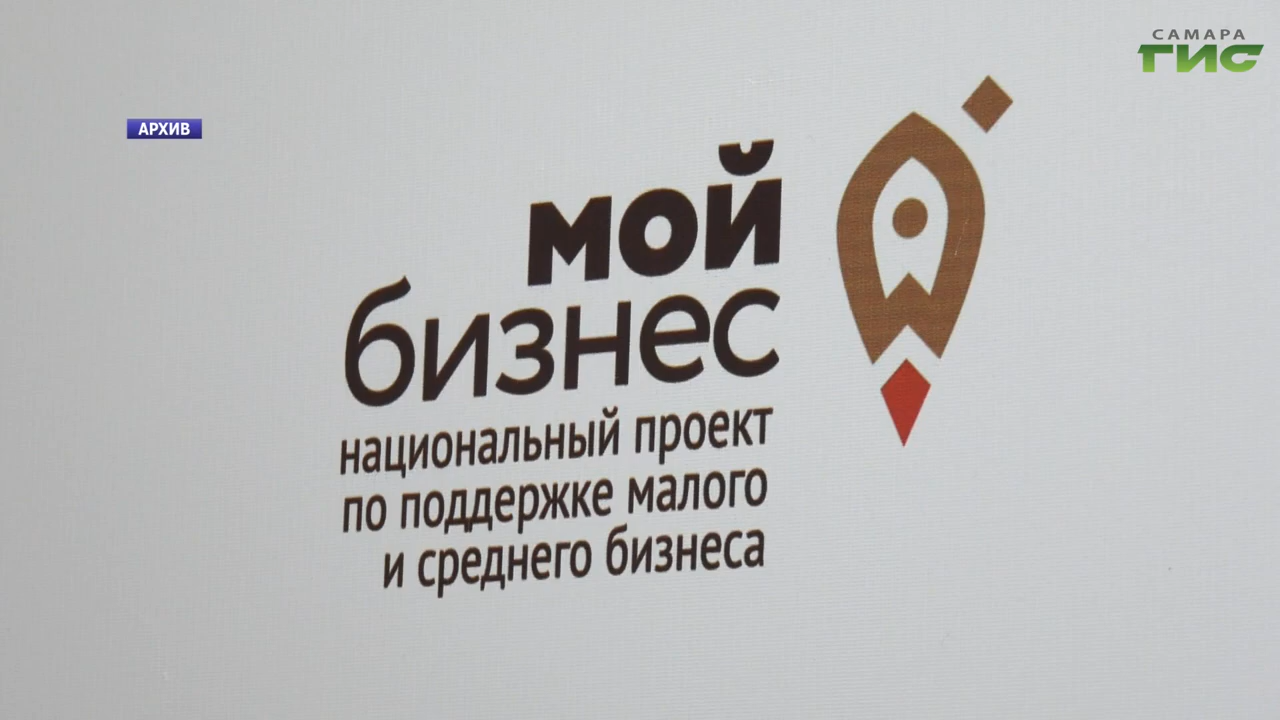 САМАРА
ГИС
АРХИВ
мой
бизнес
национальный проект
по поддержке малого
и среднего бизнеса